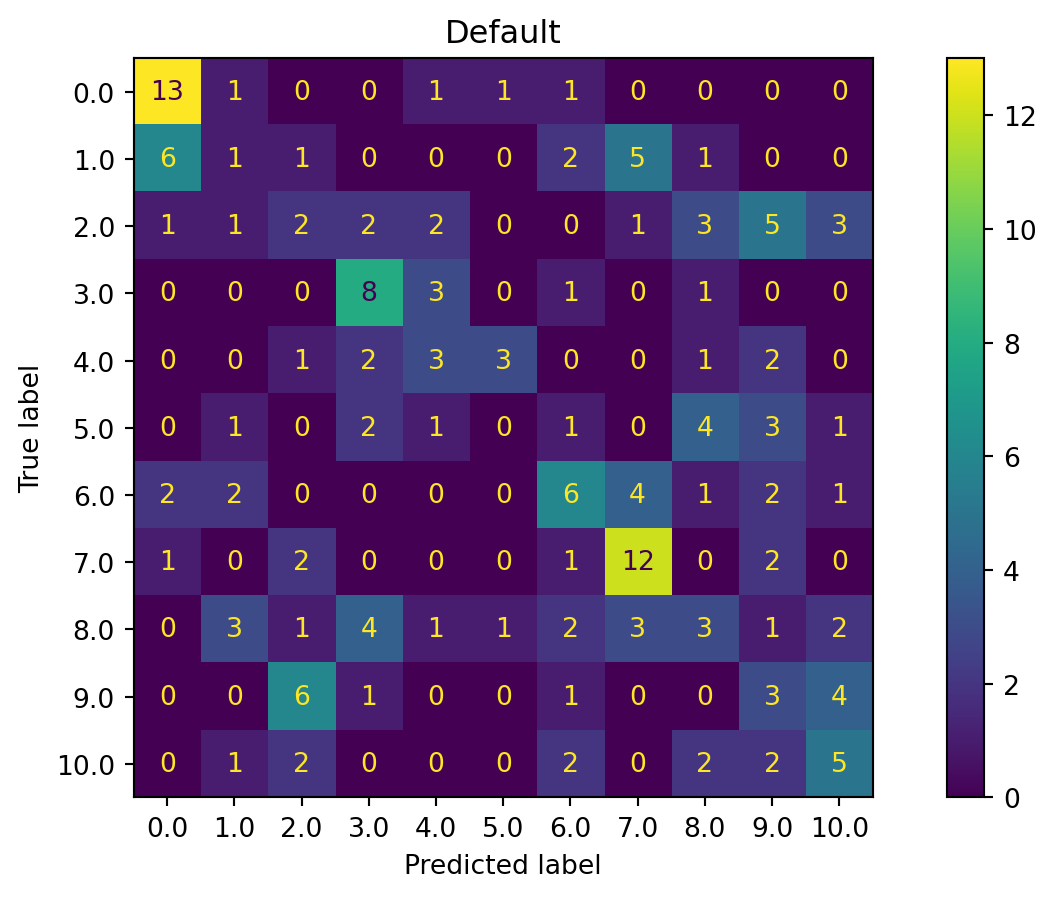 Default
0.0 13 1 0 0 1 1 1 0 0 0 0
1.0 6 1 1 0 0 0 2 5 1 0 0
2.0 1 1 2 2 2 0 0 1 3 5 3
3.0 0 0 0 8 3 0 1 0 1 0 0
4.0 0 0 1 2 3 3 0 0 1 2 0
5.0 0 1 0 2 1 0 1 0 4 3 1
6.0 2 2 0 0 0 0 6 4 1 2 1
7.0 1 0 2 0 0 0 1 12 0 2 0
8.0 0 3 1 4 1 1 2 3 3 1 2
9.0 0 0 6 1 0 0 1 0 0 3 4
10.0 0 1 2 0 0 0 2 0 2 2 5
0.0 1.0 2.0 3.0 4.0 5.0 6.0 7.0 8.0 9.0 10.0
Predicted label
True label
12
10
8
6
4
2
0